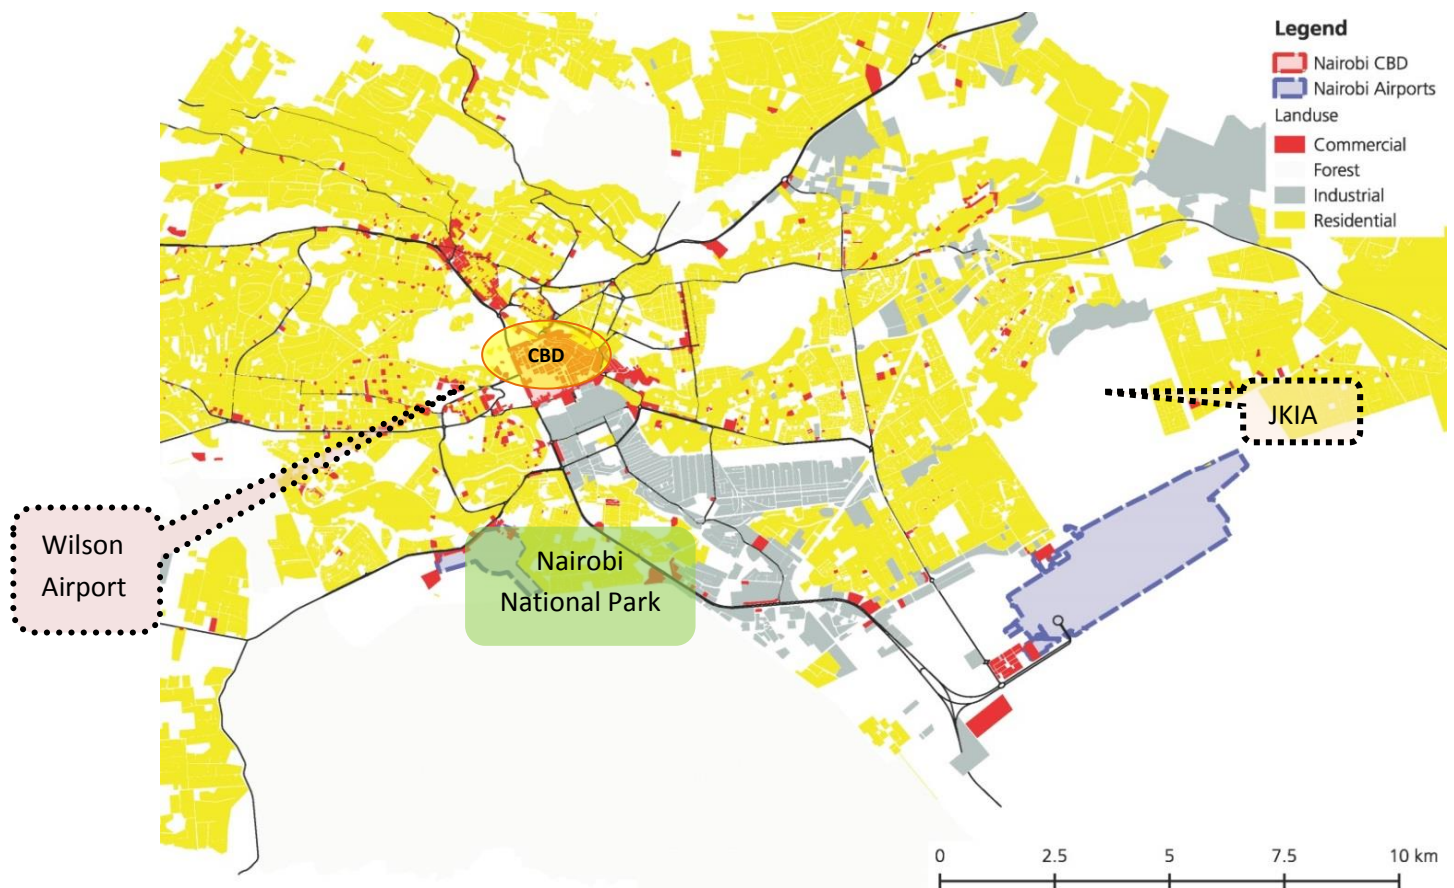 Legend
Nairobi CBD
Nairobi Airports
Landuse
Commercial
Forest
Industrial
Residential
CBD
JKIA
Wilson
Airport
Nairobi
National Park
0 2.5 5 7.5 10 km